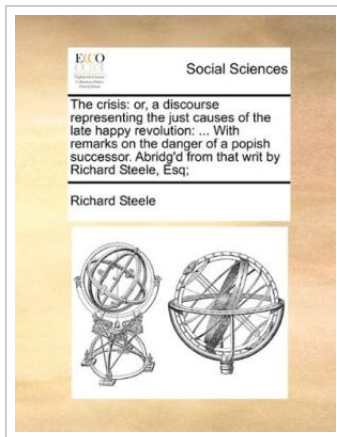 ECCO
Social Sciences
The crisis: or, a discourse
representing the just causes of the
late happy revolution: ... With
remarks on the danger of a popish
successor. Abridg'd from that writ by
Richard Steele, Esq;
Richard Steele